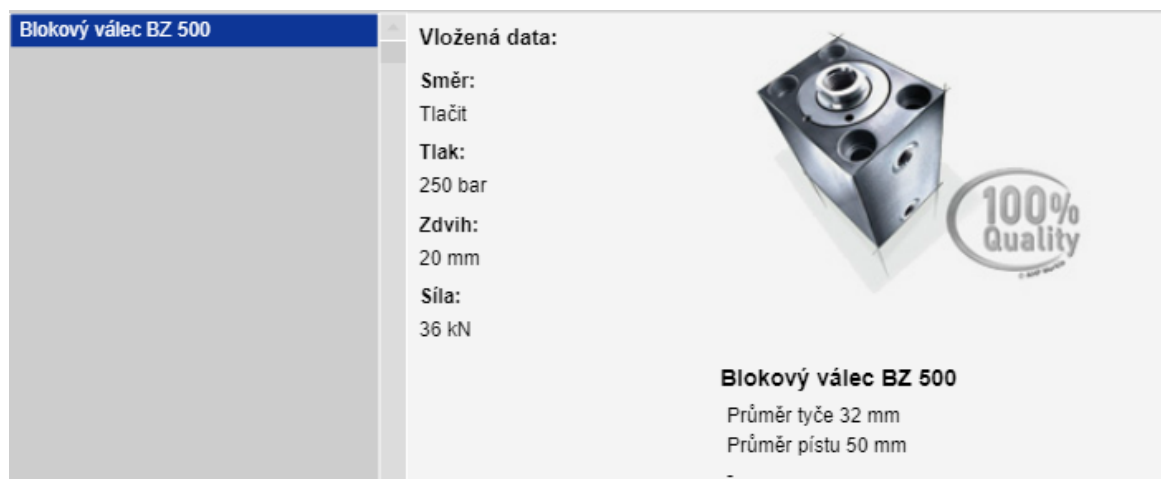 Blokový válec BZ 500
Vložená data:
Směr:
Tlačit
Tlak:
250 bar
Zdvih:
20 mm
Síla:
36 kN
100%
Quality
Blokový válec BZ 500
Průměr tyče 32 mm
Průměr pístu 50 mm
-